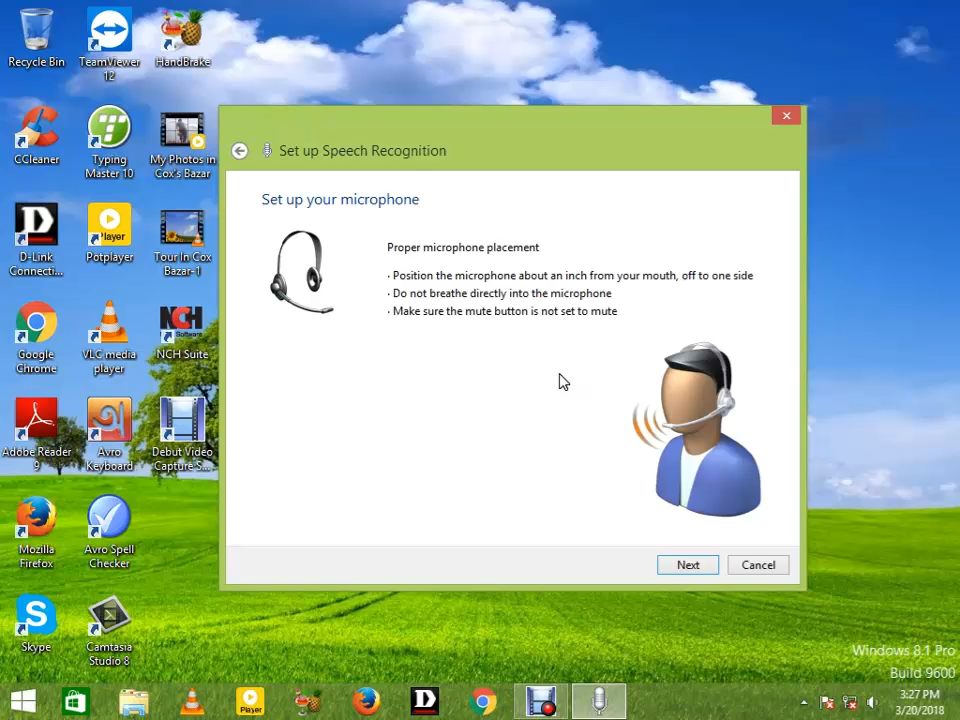 Recycle Bin
TeamViewer
12
HandBrake
CCleaner
Typing
Master 10
My Photos in
Cox's Bazar
D-Link
Connecti...
Player
Potplayer
Tour In Cox
Bazar-1
Google
Chrome
VLC media
player
NCH
Software
NCH Suite
Adobe Reader
9
Avro
Keyboard
Debut Video
Capture S...
Mozilla
Firefox
Avro Spell
Checker
Skype
Camtasia
Studio 8
Set up Speech Recognition
Set up your microphone
Proper microphone placement
· Position the microphone about an inch from your mouth, off to one side
· Do not breathe directly into the microphone
· Make sure the mute button is not set to mute
Next
Cancel
Windows 8.1 Pro
Build 9600
Player
D
3:27 PM
3/20/2018